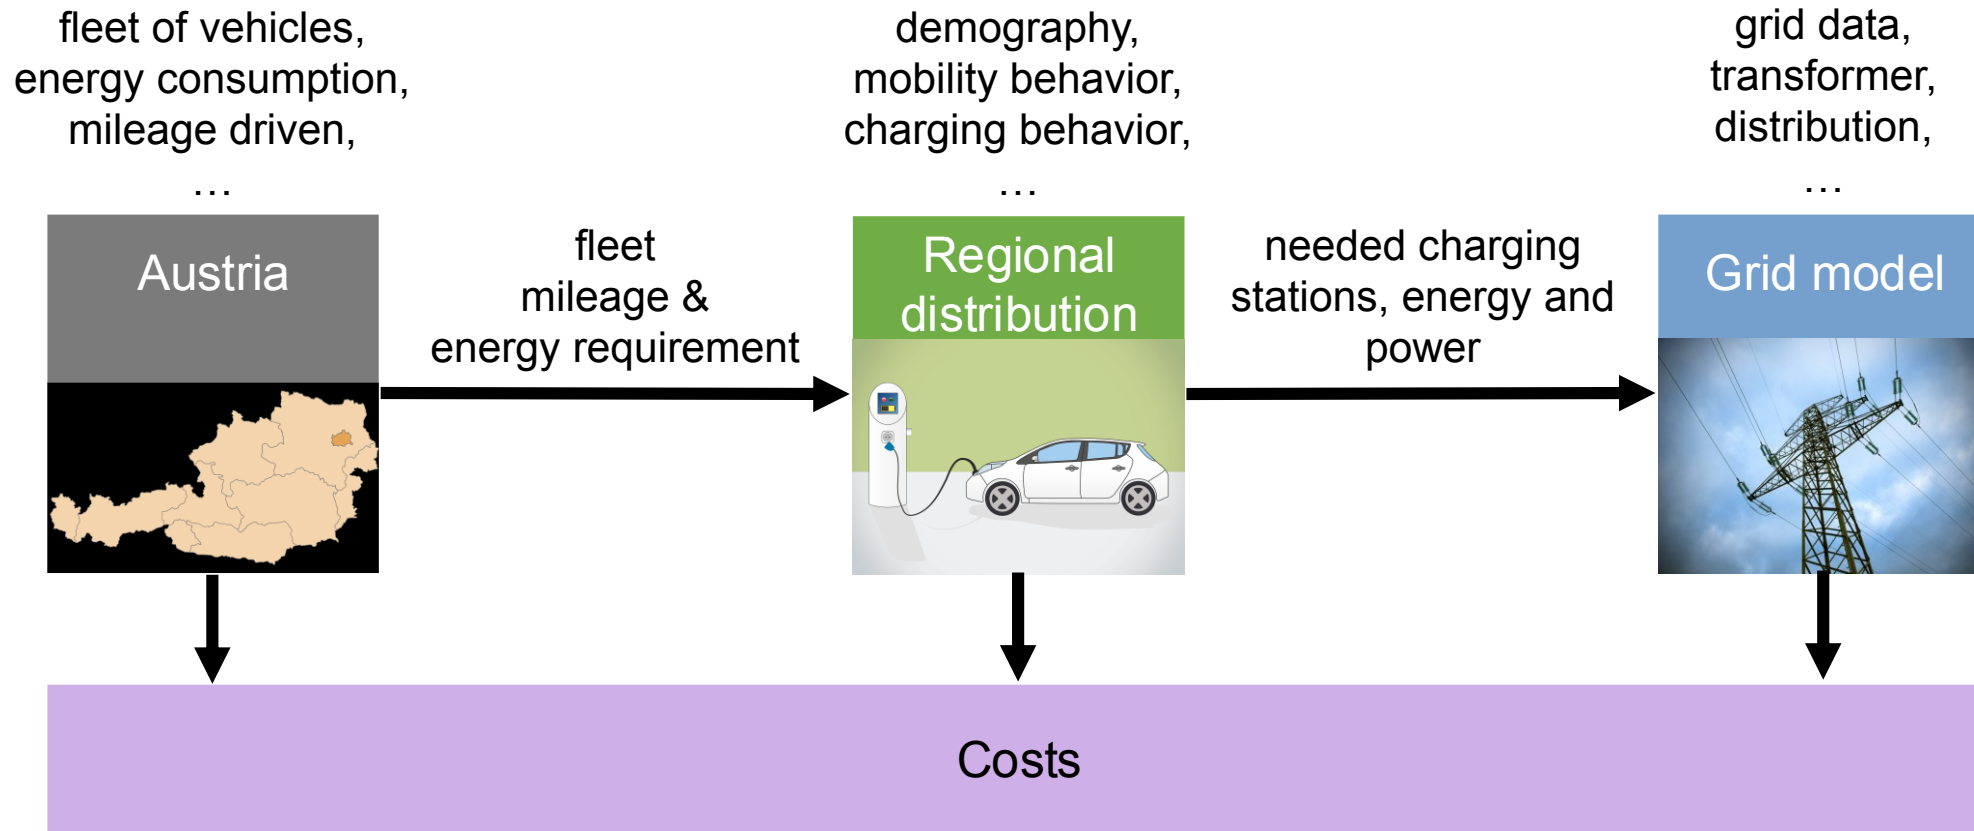 fleet of vehicles,
energy consumption,
mileage driven,
...
demography,
mobility behavior,
charging behavior,
...
grid data,
transformer,
distribution,
...
Austria
fleet
mileage &
energy requirement
Regional
distribution
needed charging
stations, energy and
power
Grid model
Costs